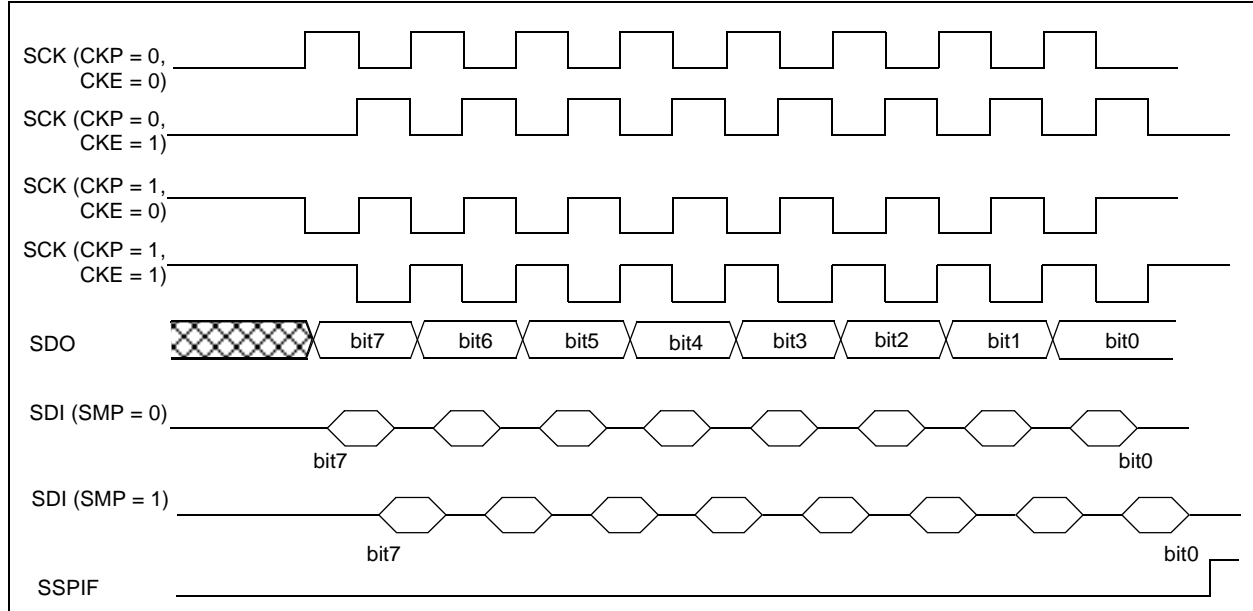 SCK (CKP = 0,
CKE = 0)
SCK (CKP = 0,
CKE = 1)
SCK (CKP = 1,
CKE = 0)
SCK (CKP = 1,
CKE = 1)
SDO bit7 bit6 bit5 bit4 bit3 bit2 bit1 bit0
SDI (SMP = 0)
bit7 bit0
SDI (SMP = 1)
bit7 bit0
SSPIF